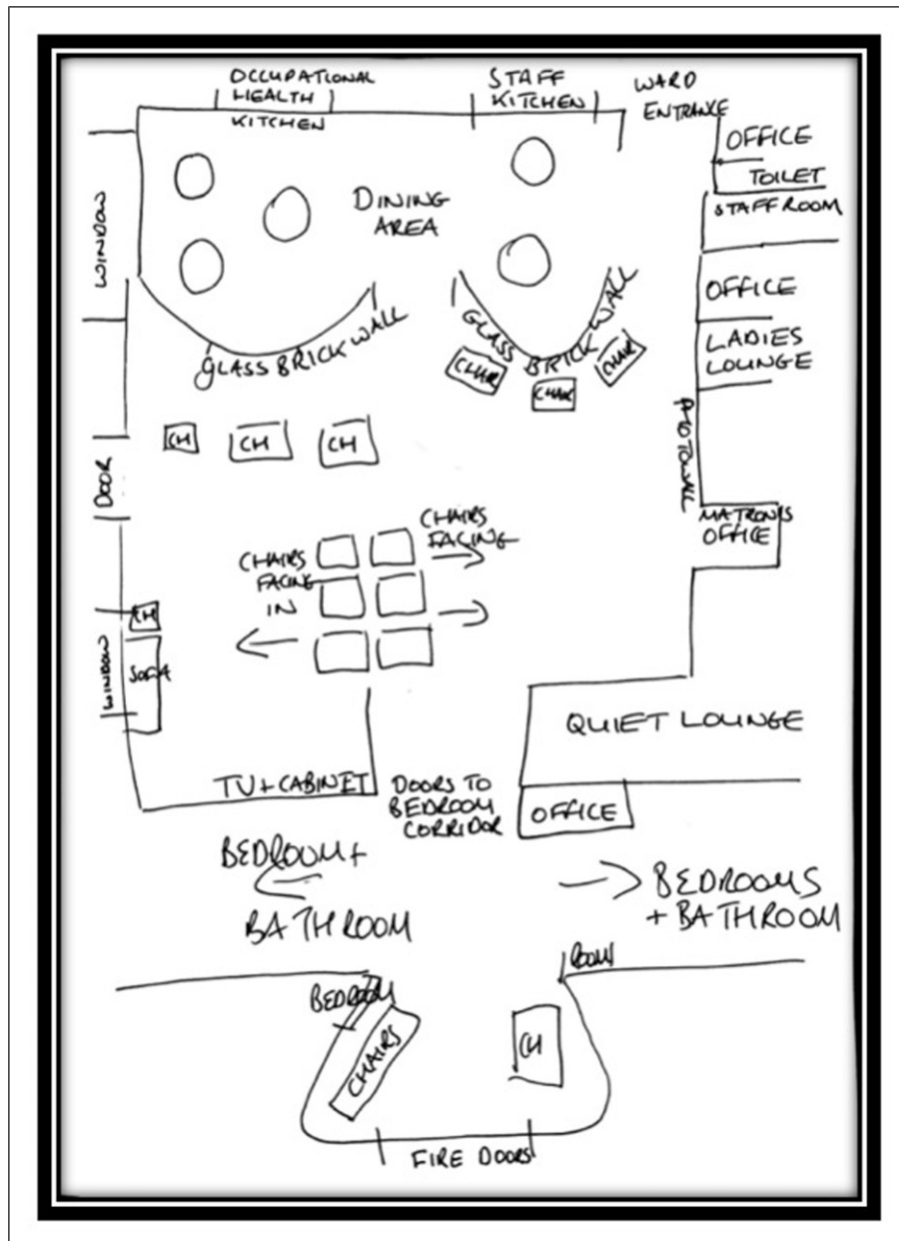 OCCUPATIONAL
HEALTH
KITCHEN
STAFF
KITCHEN
WARD
ENTRANCE
OFFICE
TOILET
STAFF ROOM
WINDOW
DINING
AREA
OFFICE
GLASS BRICK WALL
GLASS BRICK WALL
LADIES
LOUNGE
CHAIR
CHAIR
CHAIR
PHOTOWALL
CH
CH
CH
DOOR
MATRON'S
OFFICE
CHAIRS
FACING
CHAIRS
FACING
IN
CH
SOFA
WINDOW
QUIET LOUNGE
TV + CABINET
DOORS TO
BEDROOM
CORRIDOR
OFFICE
BEDROOM +
BATHROOM
BEDROOMS
+ BATHROOM
BEDROOM
ROOM
CHAIRS
CH
FIRE DOORS